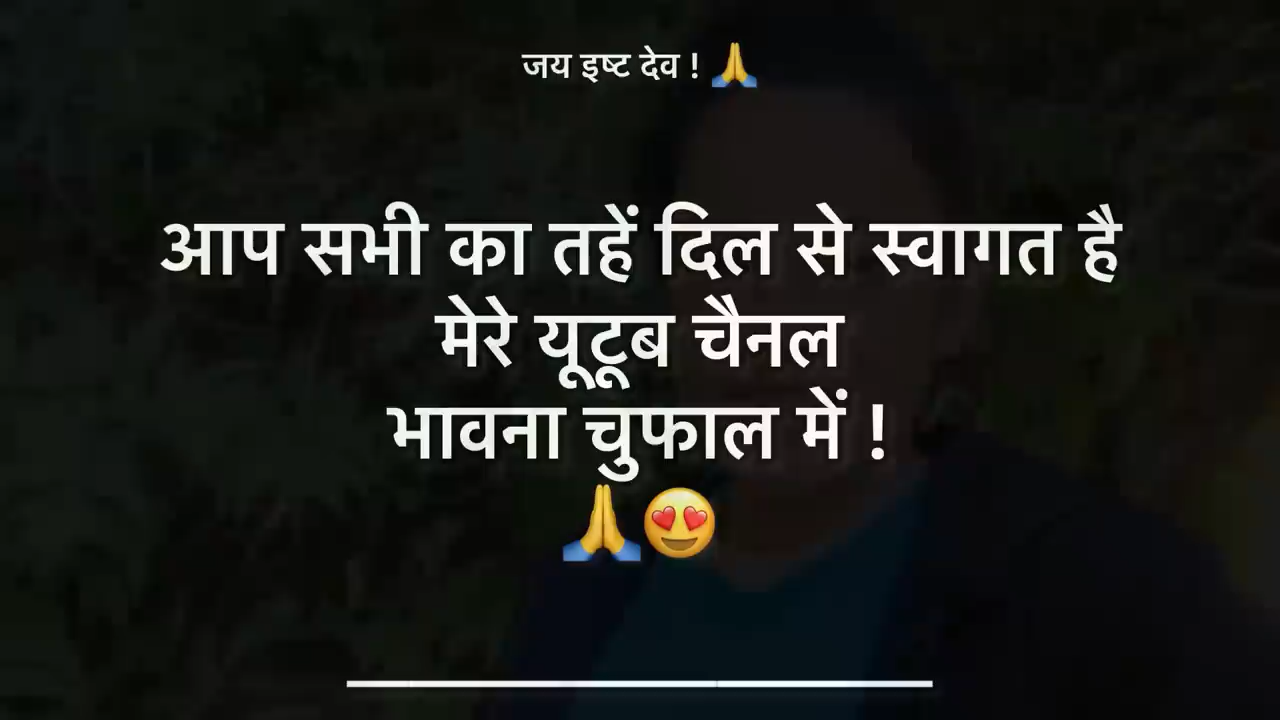 जय इष्ट देव ! 🙏
आप सभी का तहें दिल से स्वागत है
मेरे यूटूब चैनल
भावना चुफाल में !
🙏😍